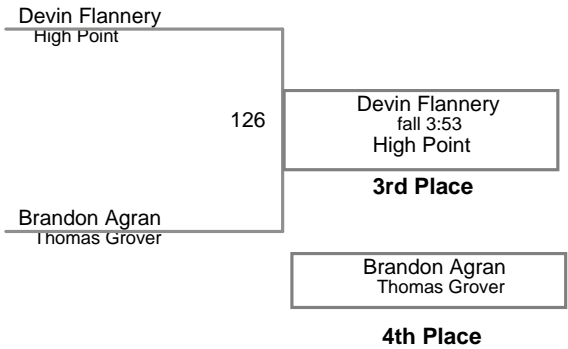 Devin Flannery
High Point
126
Devin Flannery
fall 3:53
High Point
3rd Place
Brandon Agran
Thomas Grover
Brandon Agran
Thomas Grover
4th Place